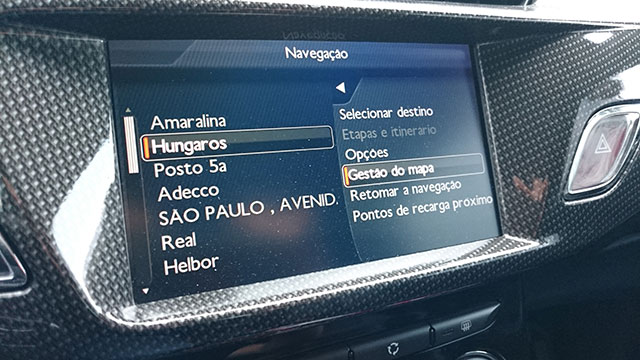 Navegação
Amaralina
Hungaros
Posto 5a
Adecco
SAO PAULO , AVENID
Real
Helbor
Selecionar destino
Etapas e itinerario
Opções
Gestão do mapa
Retomar a navegação
Pontos de recarga próximo